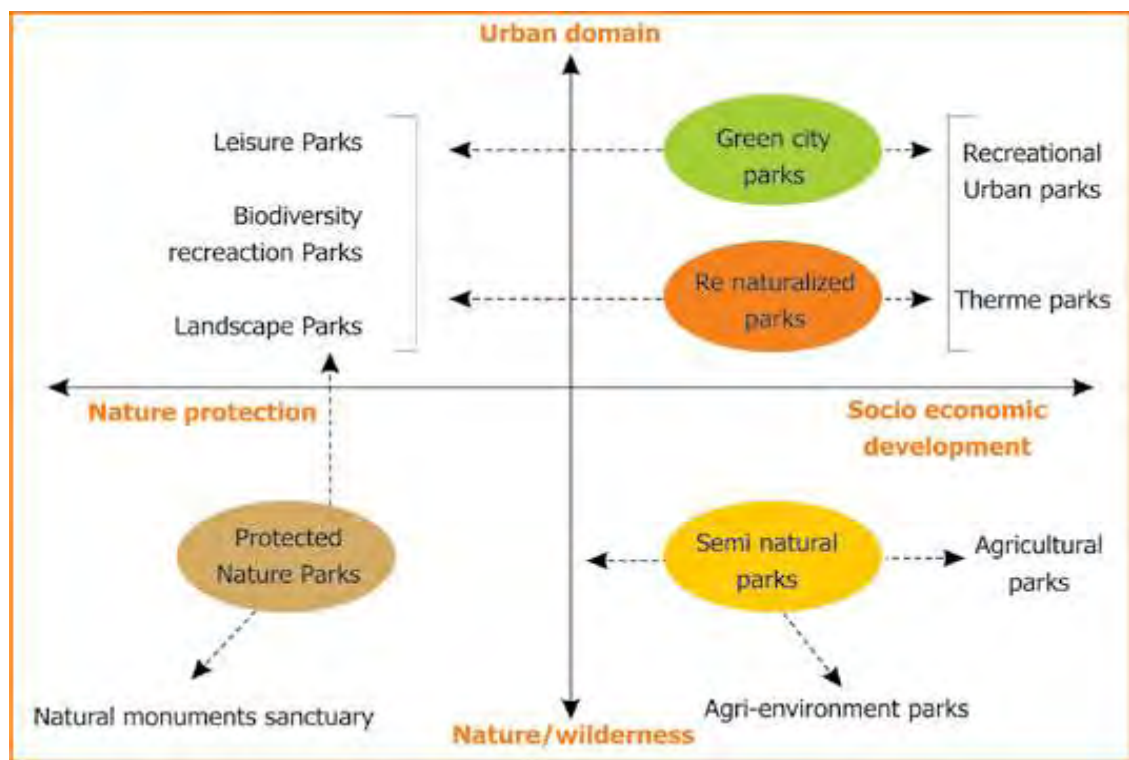 Urban domain
Leisure Parks
Biodiversity
recreaction Parks
Landscape Parks
Green city
parks
Recreational
Urban parks
Re naturalized
parks
Therme parks
Nature protection
Socio economic
development
Protected
Nature Parks
Semi natural
parks
Agricultural
parks
Natural monuments sanctuary
Agri-environment parks
Nature/wilderness